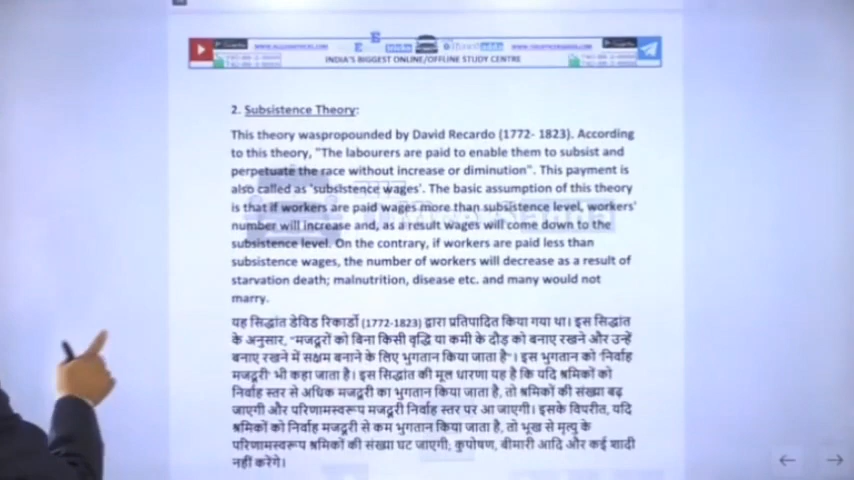 INDIA'S BIGGEST ONLINE/OFFLINE STUDY CENTRE
2. Subsistence Theory:
This theory waspropounded by David Recardo (1772- 1823). According
to this theory, "The labourers are paid to enable them to subsist and
perpetuate the race without increase or diminution". This payment is
also called as 'subsistence wages'. The basic assumption of this theory
is that if workers are paid wages more than subsistence level, workers'
number will increase and, as a result wages will come down to the
subsistence level. On the contrary, if workers are paid less than
subsistence wages, the number of workers will decrease as a result of
starvation death; malnutrition, disease etc. and many would not
marry.
यह सिद्धांत डेविड रिकार्डो (1772-1823) द्वारा प्रतिपादित किया गया था। इस सिद्धांत
के अनुसार, "मजदूरों को बिना किसी वृद्धि या कमी के दौड़ को बनाए रखने और उन्हें
बनाए रखने में सक्षम बनाने के लिए भुगतान किया जाता है"। इस भुगतान को 'निर्वाह
मजदूरी' भी कहा जाता है। इस सिद्धांत की मूल धारणा यह है कि यदि श्रमिकों को
निर्वाह स्तर से अधिक मजदूरी का भुगतान किया जाता है, तो श्रमिकों की संख्या बढ़
जाएगी और परिणामस्वरूप मजदूरी निर्वाह स्तर पर आ जाएगी। इसके विपरीत, यदि
श्रमिकों को निर्वाह मजदूरी से कम भुगतान किया जाता है, तो भूख से मृत्यु के
परिणामस्वरूप श्रमिकों की संख्या घट जाएगी; कुपोषण, बीमारी आदि और कई शादी
नहीं करेंगे।